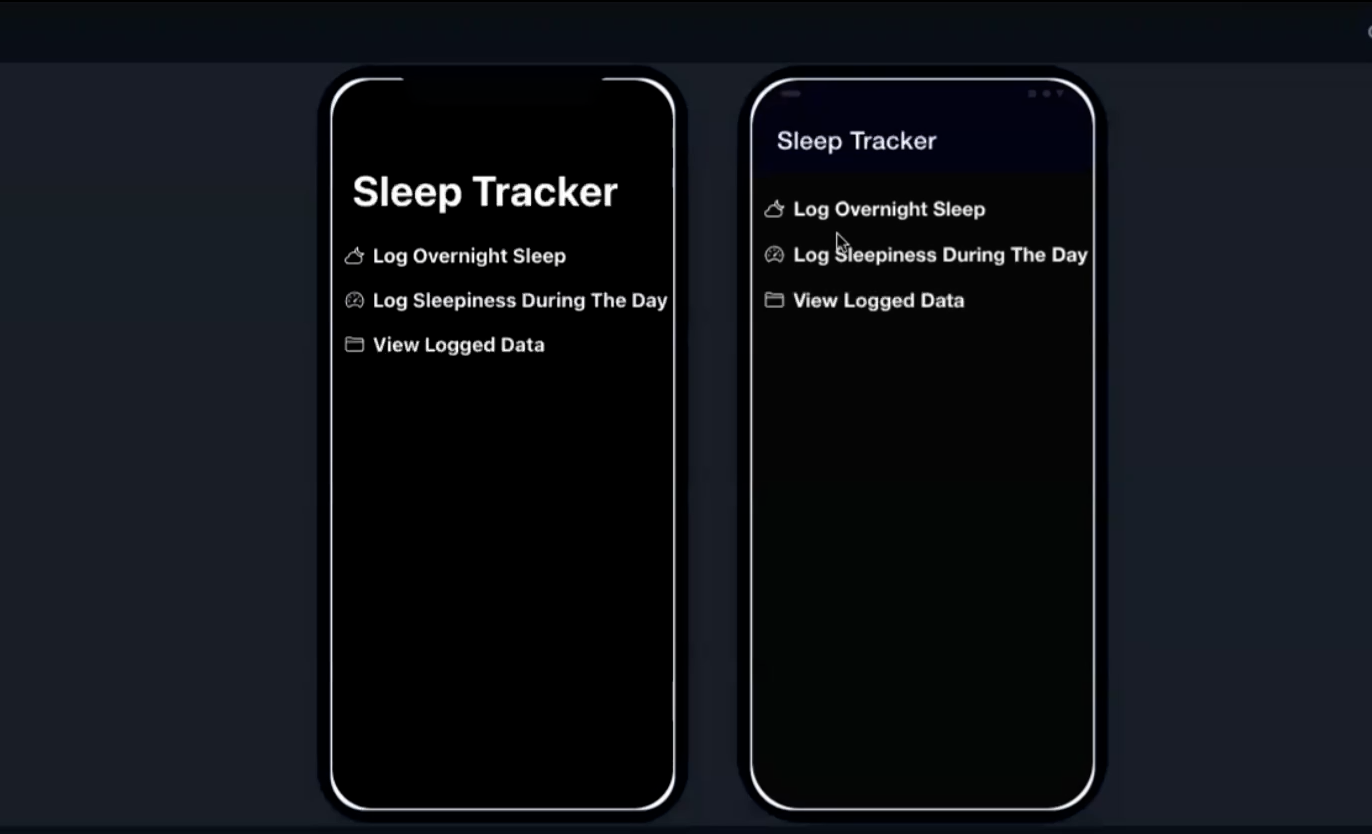 Sleep Tracker
Log Overnight Sleep
Log Sleepiness During The Day
View Logged Data
Sleep Tracker
Log Overnight Sleep
Log Sleepiness During The Day
View Logged Data